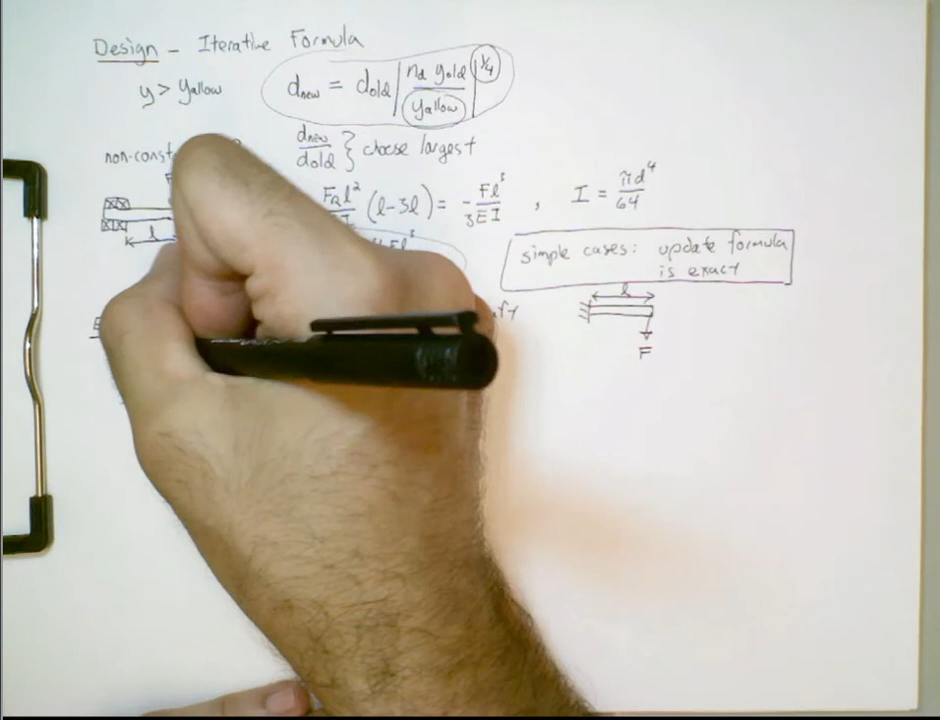 Design - Iterative Formula
y > yallow
dnew = dold | nd yold / yallow |^1/4
dnew / dold } choose largest
non-const
l
Fal² (l-3l) = -Fl³/3EI , I = πd⁴/64
simple cases: update formula
is exact
l
F